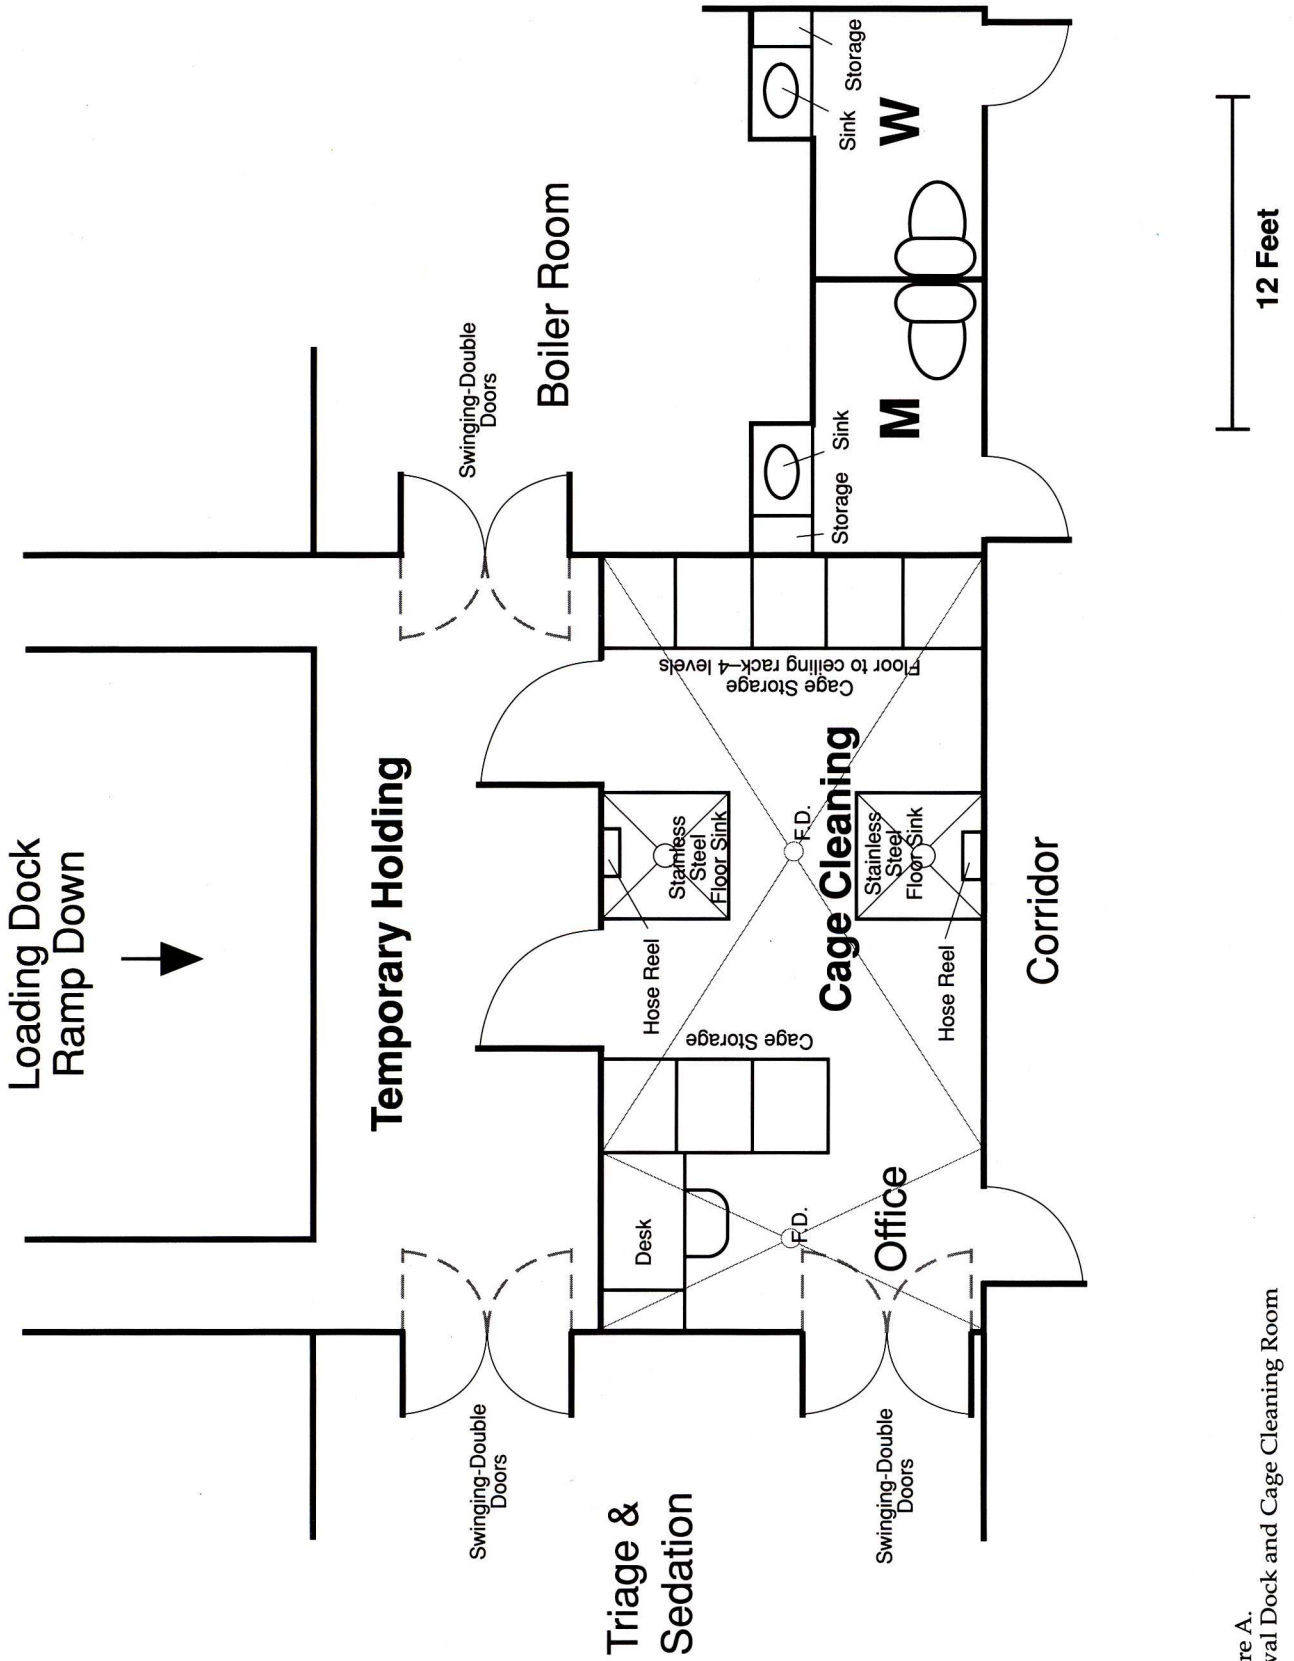 Loading Dock
Ramp Down
Temporary Holding
Swinging-Double
Doors
Boiler Room
Storage
Sink
W
M
Sink
Storage
Floor to ceiling rack–4 levels
Cage Storage
Stainless
Steel
Floor Sink
F.D.
Cage Cleaning
Stainless
Steel
Floor Sink
Hose Reel
Hose Reel
Cage Storage
Corridor
Desk
F.D.
Office
Swinging-Double
Doors
Swinging-Double
Doors
Triage &
Sedation
12 Feet
re A.
val Dock and Cage Cleaning Room